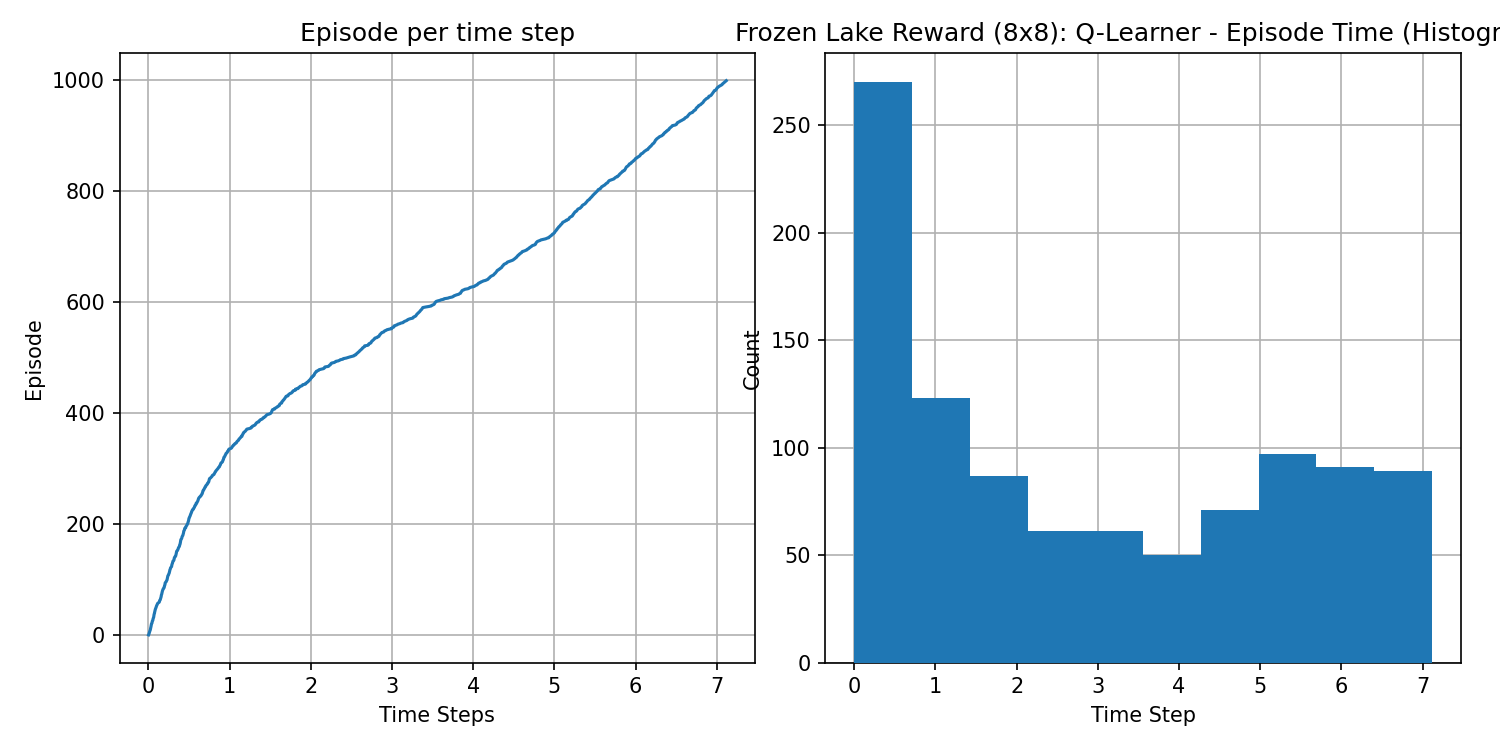 Episode per time step
Episode
1000
800
600
400
200
0
0 1 2 3 4 5 6 7
Time Steps
Frozen Lake Reward (8x8): Q-Learner - Episode Time (Histogr
Count
250
200
150
100
50
0
0 1 2 3 4 5 6 7
Time Step